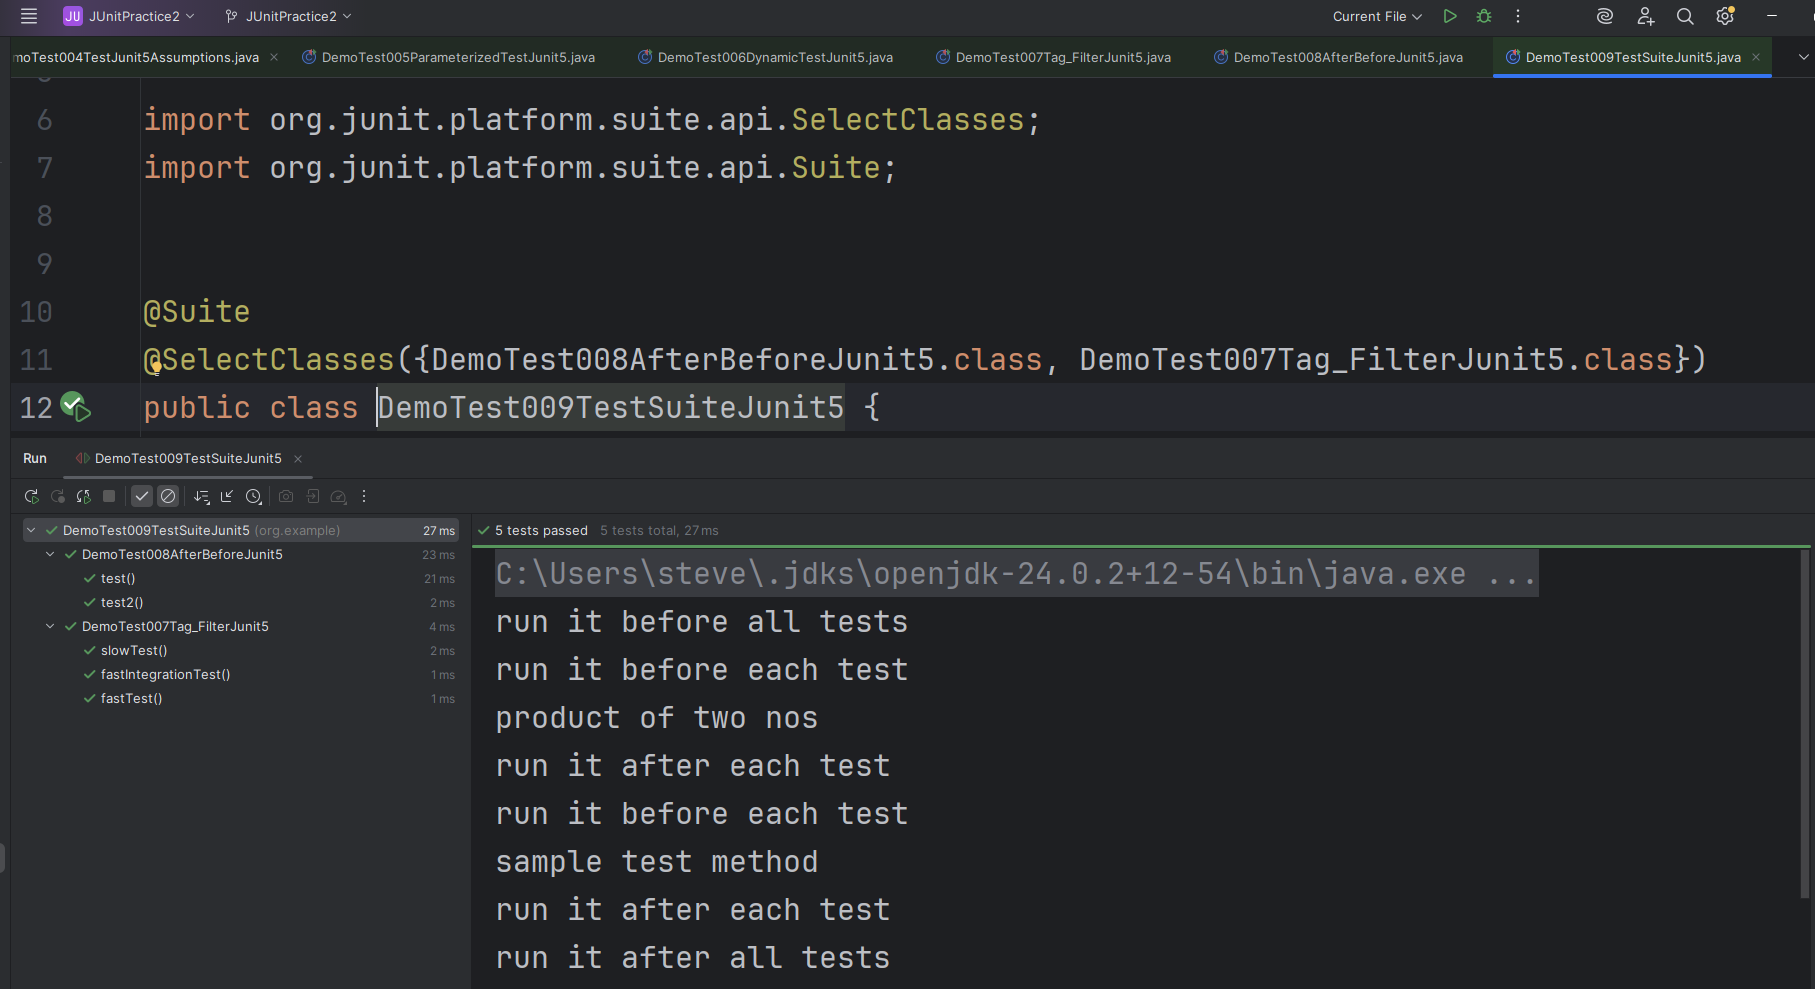 JU JUnitPractice2 JUnitPractice2 Current File
moTest004TestJunit5Assumptions.java DemoTest005ParameterizedTestJunit5.java DemoTest006DynamicTestJunit5.java DemoTest007Tag_FilterJunit5.java DemoTest008AfterBeforeJunit5.java DemoTest009TestSuiteJunit5.java
6 import org.junit.platform.suite.api.SelectClasses;
7 import org.junit.platform.suite.api.Suite;
8
9
10 @Suite
11 @SelectClasses({DemoTest008AfterBeforeJunit5.class, DemoTest007Tag_FilterJunit5.class})
12 public class DemoTest009TestSuiteJunit5 {
Run DemoTest009TestSuiteJunit5
DemoTest009TestSuiteJunit5 (org.example) 27 ms
DemoTest008AfterBeforeJunit5 23 ms
test() 21 ms
test2() 2 ms
DemoTest007Tag_FilterJunit5 4 ms
slowTest() 2 ms
fastIntegrationTest() 1 ms
fastTest() 1 ms
5 tests passed 5 tests total, 27 ms
C:\Users\steve\.jdks\openjdk-24.0.2+12-54\bin\java.exe ...
run it before all tests
run it before each test
product of two nos
run it after each test
run it before each test
sample test method
run it after each test
run it after all tests